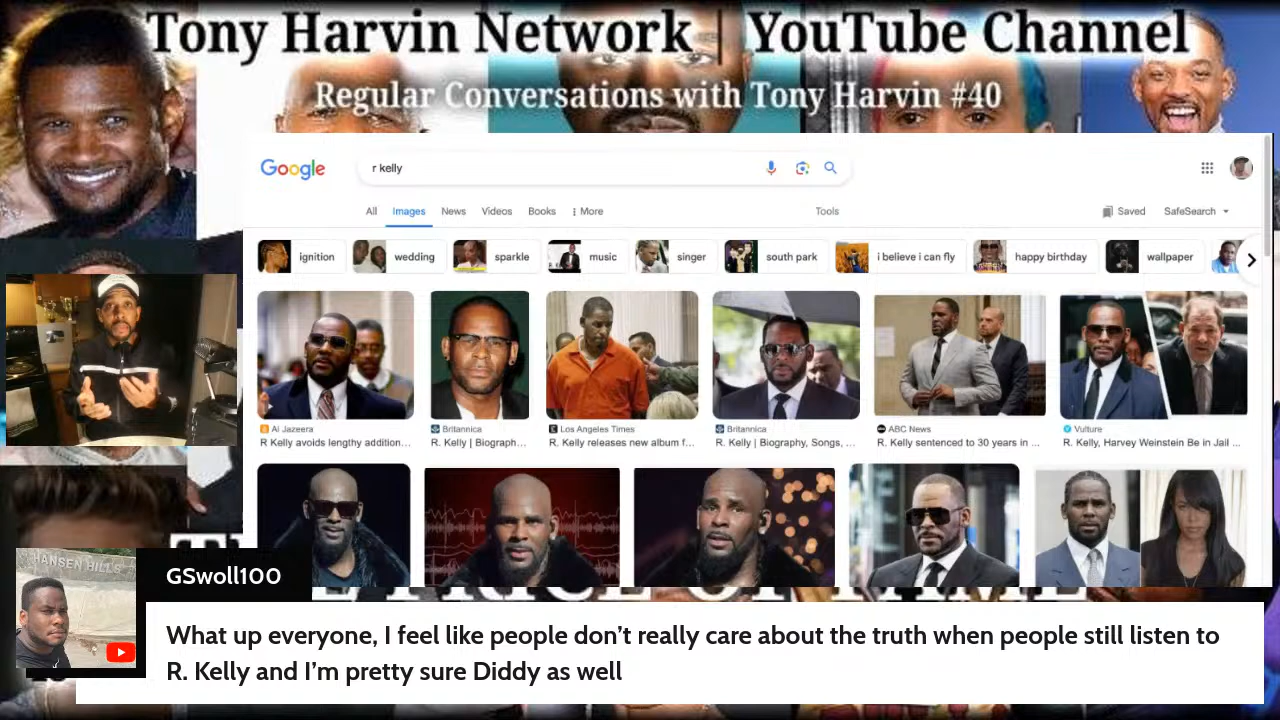 Tony Harvin Network | YouTube Channel
Regular Conversations with Tony Harvin #40
Google
r kelly
All Images News Videos Books More Tools Saved SafeSearch
ignition wedding sparkle music singer south park i believe i can fly happy birthday wallpaper
Al Jazeera Britannica Los Angeles Times Britannica ABC News Vulture
R Kelly avoids lengthy addition... R. Kelly | Biograph... R. Kelly releases new album f... R. Kelly | Biography, Songs, ... R. Kelly sentenced to 30 years in ... R. Kelly, Harvey Weinstein Be in Jail ...
HANSEN HILLS
GSwoll100
PRICE OF FAME
What up everyone, I feel like people don’t really care about the truth when people still listen to
R. Kelly and I’m pretty sure Diddy as well